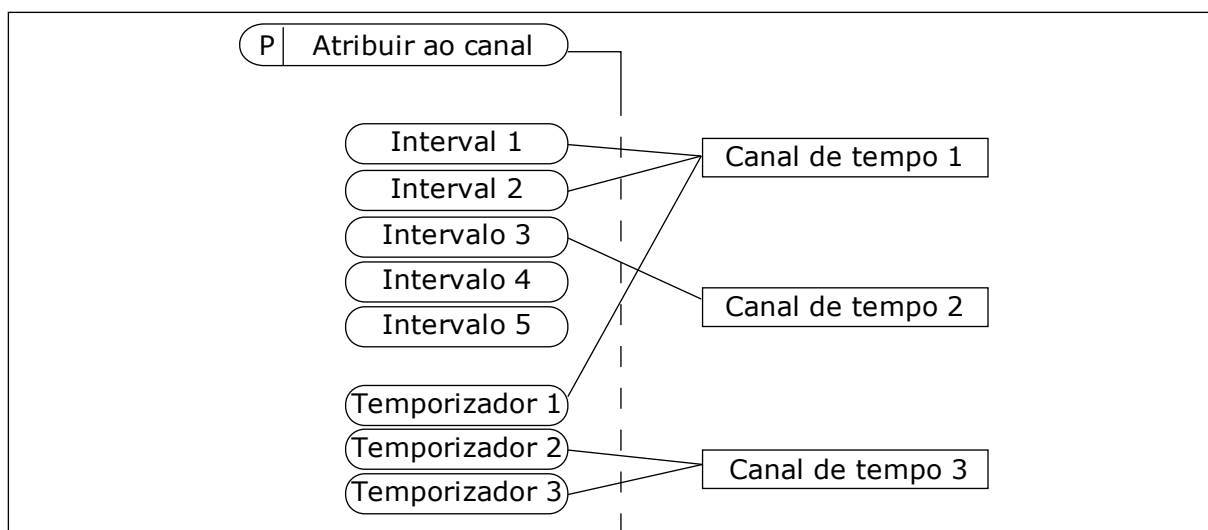 P Atribuir ao canal
Interval 1
Interval 2
Intervalo 3
Intervalo 4
Intervalo 5
Temporizador 1
Temporizador 2
Temporizador 3
Canal de tempo 1
Canal de tempo 2
Canal de tempo 3